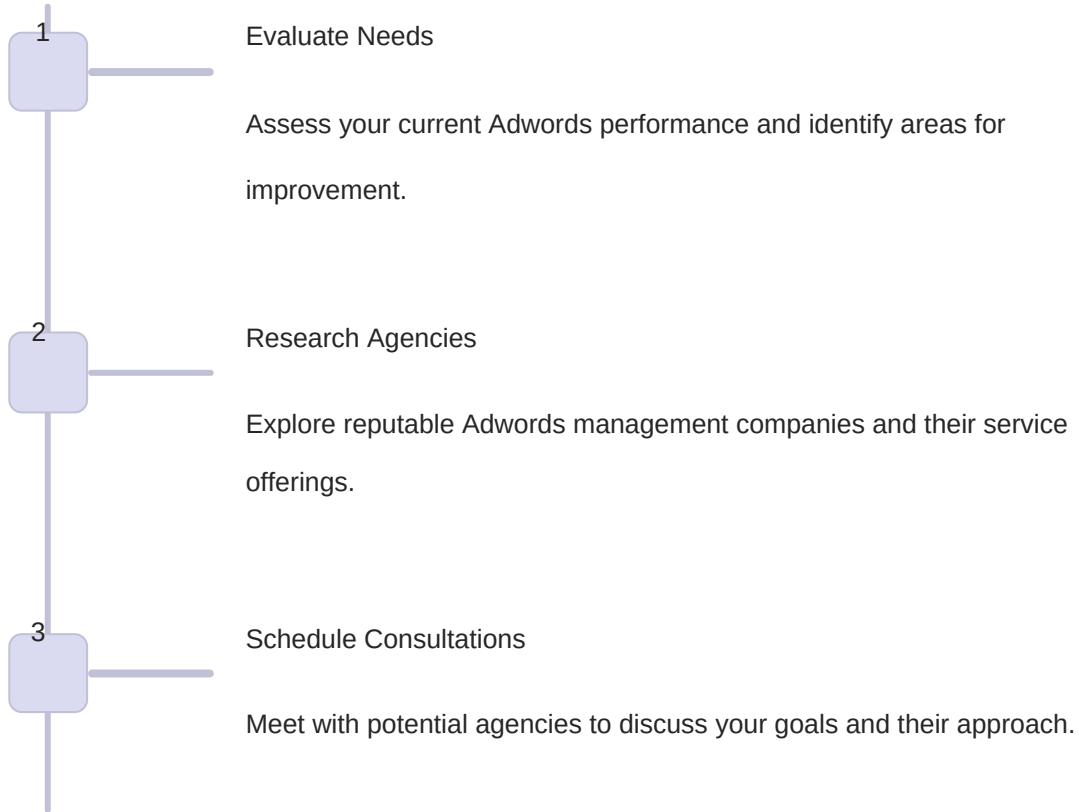 1
Evaluate Needs
Assess your current Adwords performance and identify areas for
improvement.
2
Research Agencies
Explore reputable Adwords management companies and their service
offerings.
3
Schedule Consultations
Meet with potential agencies to discuss your goals and their approach.